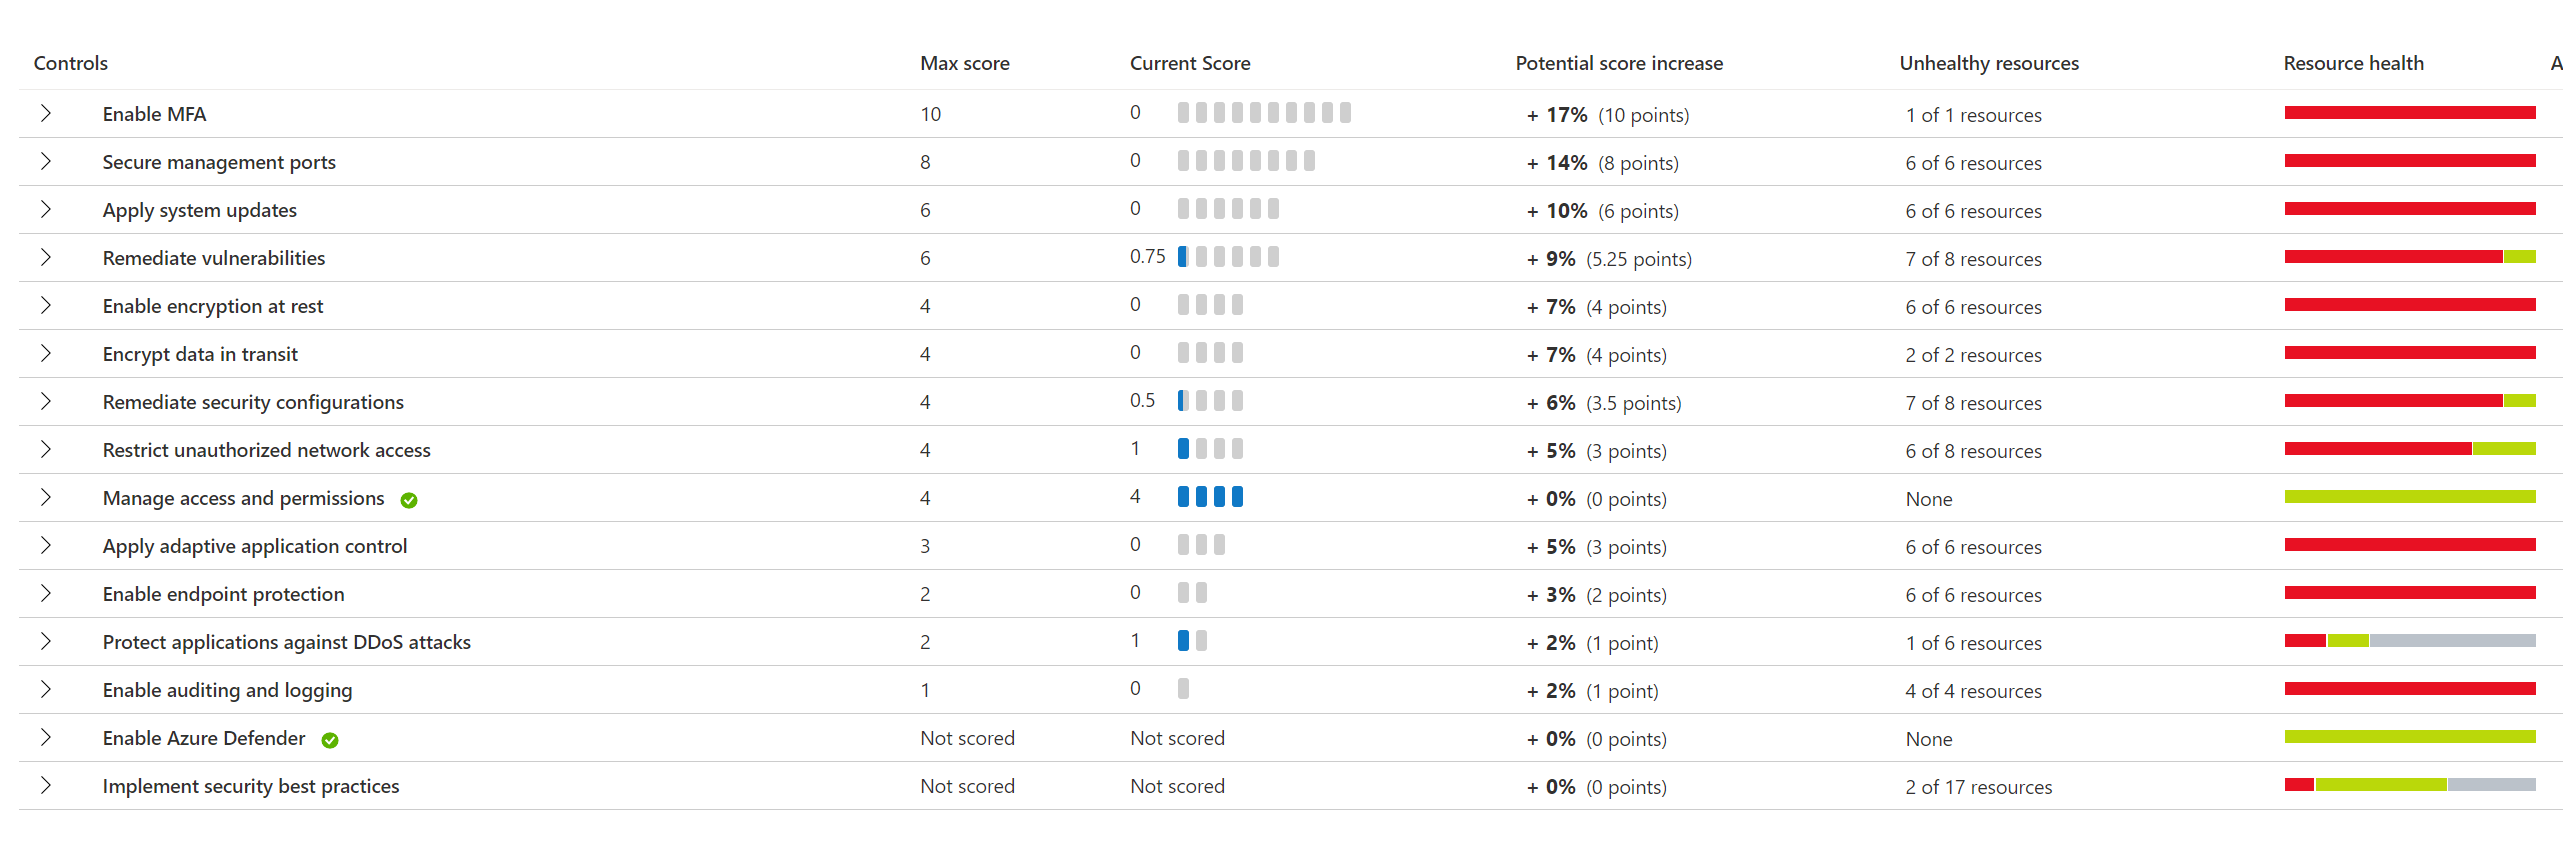 Controls Max score Current Score Potential score increase Unhealthy resources Resource health A
Enable MFA 10 0 + 17% (10 points) 1 of 1 resources
Secure management ports 8 0 + 14% (8 points) 6 of 6 resources
Apply system updates 6 0 + 10% (6 points) 6 of 6 resources
Remediate vulnerabilities 6 0.75 + 9% (5.25 points) 7 of 8 resources
Enable encryption at rest 4 0 + 7% (4 points) 6 of 6 resources
Encrypt data in transit 4 0 + 7% (4 points) 2 of 2 resources
Remediate security configurations 4 0.5 + 6% (3.5 points) 7 of 8 resources
Restrict unauthorized network access 4 1 + 5% (3 points) 6 of 8 resources
Manage access and permissions 4 4 + 0% (0 points) None
Apply adaptive application control 3 0 + 5% (3 points) 6 of 6 resources
Enable endpoint protection 2 0 + 3% (2 points) 6 of 6 resources
Protect applications against DDoS attacks 2 1 + 2% (1 point) 1 of 6 resources
Enable auditing and logging 1 0 + 2% (1 point) 4 of 4 resources
Enable Azure Defender Not scored Not scored + 0% (0 points) None
Implement security best practices Not scored Not scored + 0% (0 points) 2 of 17 resources